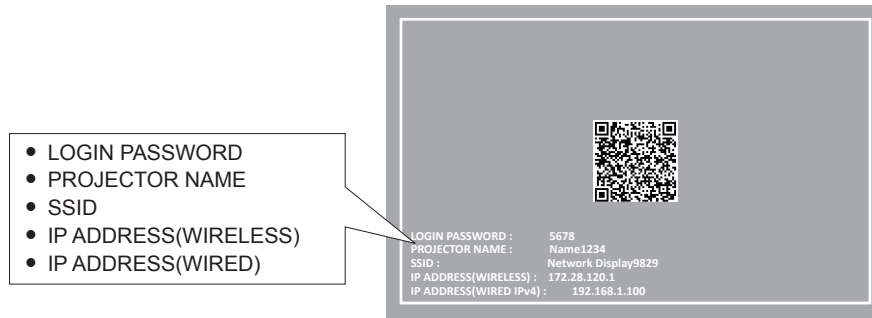 • LOGIN PASSWORD
• PROJECTOR NAME
• SSID
• IP ADDRESS(WIRELESS)
• IP ADDRESS(WIRED)
LOGIN PASSWORD : 5678
PROJECTOR NAME : Name1234
SSID : Network Display9829
IP ADDRESS(WIRELESS) : 172.28.120.1
IP ADDRESS(WIRED IPv4) : 192.168.1.100